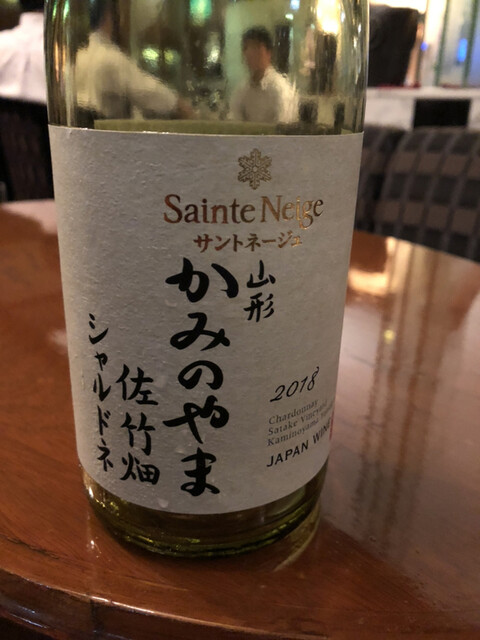 Sainte Neige
サントネージュ
山形
かみのやま
佐竹畑
シャルドネ
2018
Chardonnay
Satake Vineyard
Kaminoyama
JAPAN WINE